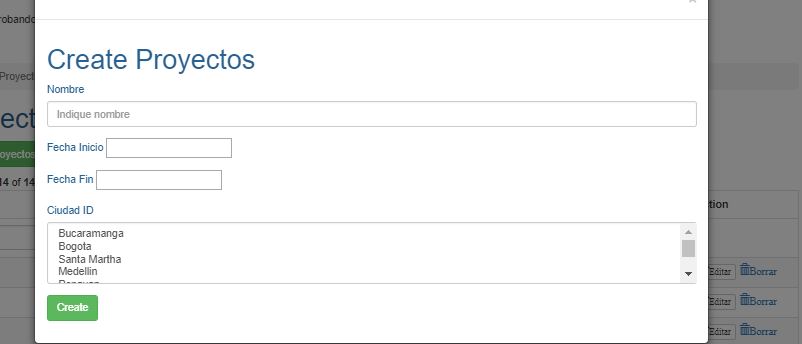 robando
Proyect
ect
oyectos
14 of 14
Create Proyectos
Nombre
Indique nombre
Fecha Inicio
Fecha Fin
Ciudad ID
Bucaramanga
Bogota
Santa Martha
Medellin
Create
tion
Editar Borrar
Editar Borrar
Editar Borrar